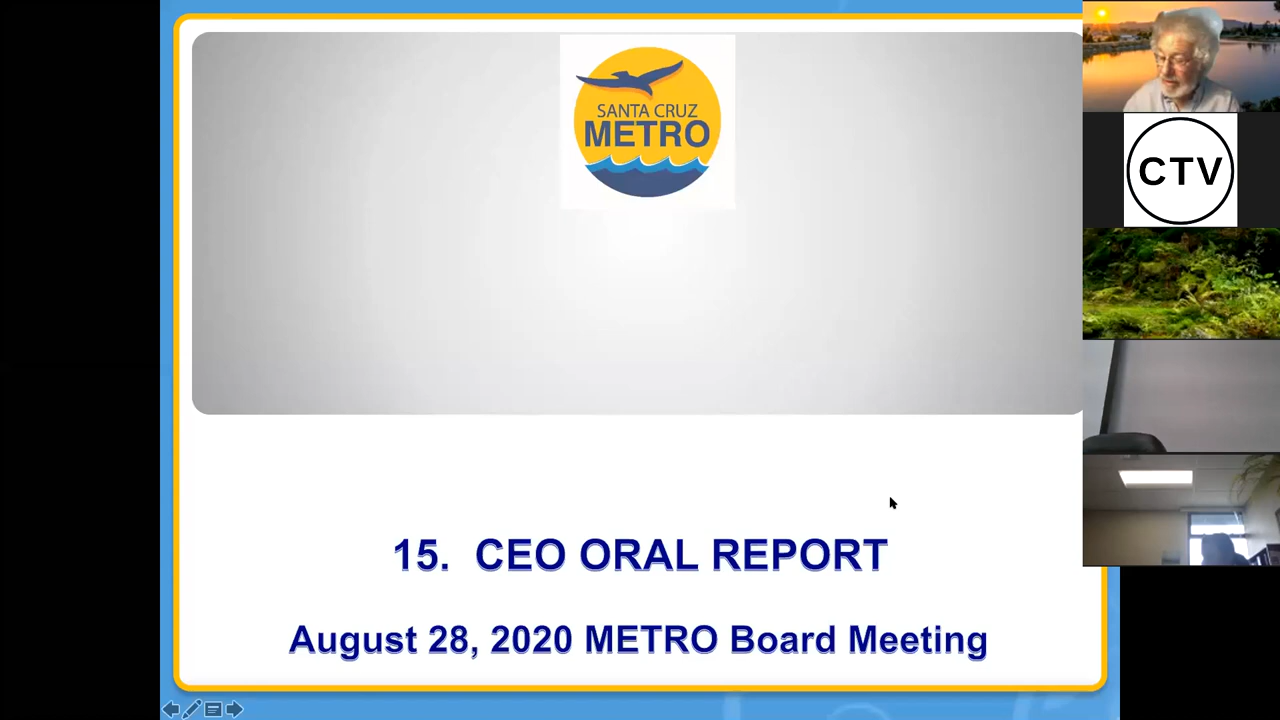 SANTA CRUZ
METRO
CTV
15. CEO ORAL REPORT
August 28, 2020 METRO Board Meeting